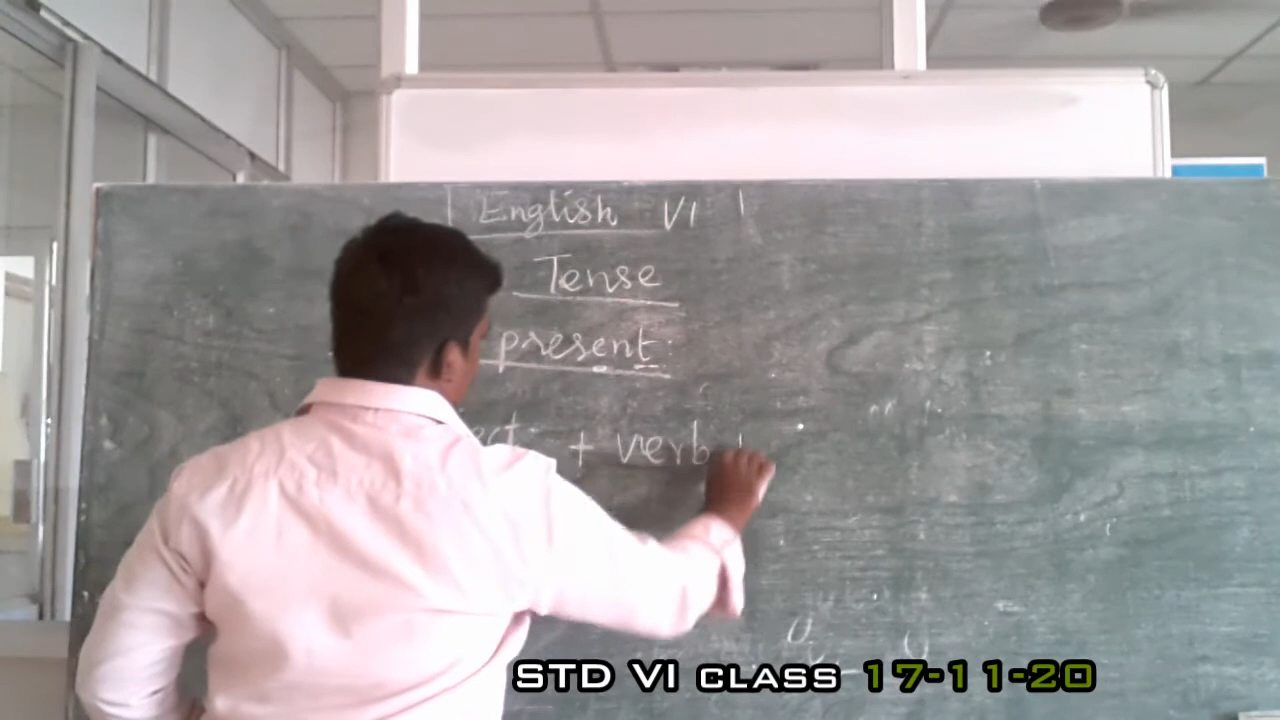 English VI
Tense
present:
+ verb +
STD VI CLASS 17-11-20